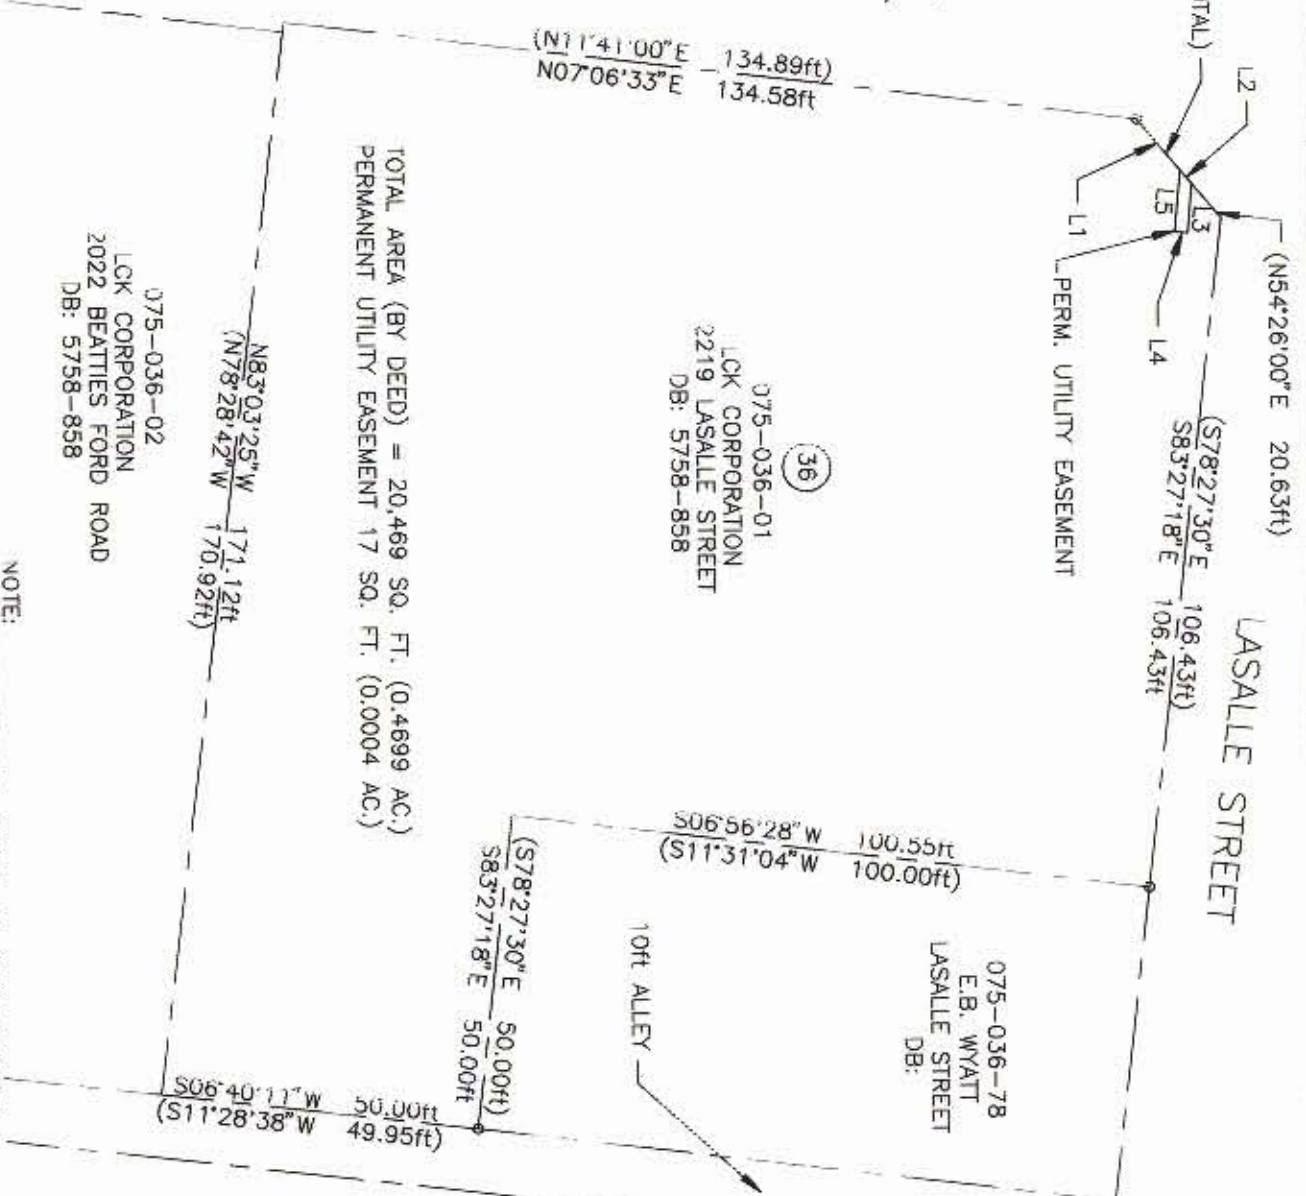 TAL)
L2
(N54°26'00"E 20.63ft)
L1
L3
L5
L4
PERM. UTILITY EASEMENT
LASALLE STREET
(S78°27'30"E 106.43ft)
S83°27'18"E 106.43ft
(N11°41'00"E 134.89ft)
N07°06'33"E 134.58ft
36
075-036-01
LCK CORPORATION
2219 LASALLE STREET
DB: 5758-858
TOTAL AREA (BY DEED) = 20,469 SQ. FT. (0.4699 AC.)
PERMANENT UTILITY EASEMENT 17 SQ. FT. (0.0004 AC.)
S06°56'28"W 100.55ft
(S11°31'04"W 100.00ft)
075-036-78
E.B. WYATT
LASALLE STREET
DB:
10ft ALLEY
(S78°27'30"E 50.00ft)
S83°27'18"E 50.00ft
S06°40'11"W 50.00ft
(S11°28'38"W 49.95ft)
N83°03'25"W 171.12ft
(N78°28'42"W 170.92ft)
075-036-02
LCK CORPORATION
2022 BEATTIES FORD ROAD
DB: 5758-858
NOTE: